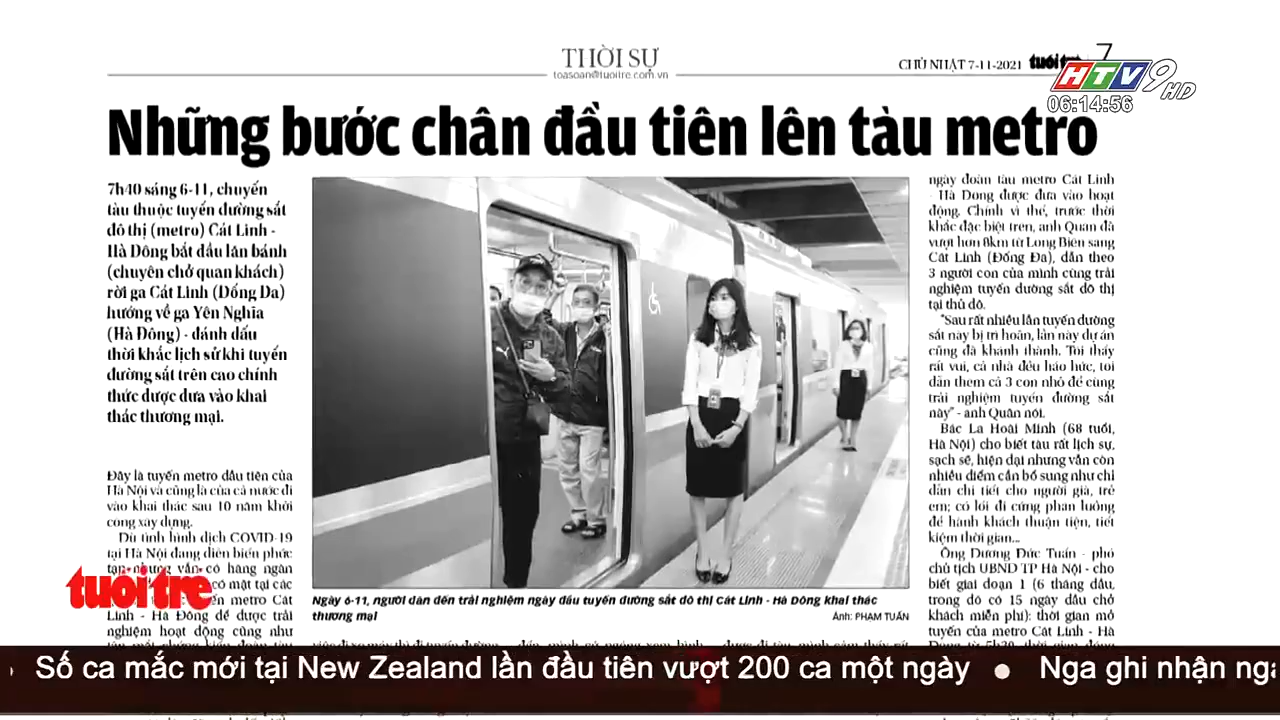 THỜI SỰ
toasoan@tuoitre.com.vn
CHỦ NHẬT 7-11-2021 tuổi trẻ 7
HTV9 HD
06:14:56
Những bước chân đầu tiên lên tàu metro
7h40 sáng 6-11, chuyến
tàu thuộc tuyến đường sắt
đô thị (metro) Cát Linh -
Hà Đông bắt đầu lăn bánh
(chuyên chở quan khách)
rời ga Cát Linh (Đống Đa)
hướng về ga Yên Nghĩa
(Hà Đông) - đánh dấu
thời khắc lịch sử khi tuyến
đường sắt trên cao chính
thức được đưa vào khai
thác thương mại.
Đây là tuyến metro đầu tiên của
Hà Nội và cũng là của cả nước đi
vào khai thác sau 10 năm khởi
công xây dựng.
Dù tình hình dịch COVID-19
tại Hà Nội đang diễn biến phức
tạp nhưng vẫn có hàng ngàn
có mặt tại các
metro Cát
Linh - Hà Đông để được trải
nghiệm hoạt động cũng như
tuổi trẻ
Ngày 6-11, người dân đến trải nghiệm ngày đầu tuyến đường sắt đô thị Cát Linh - Hà Đông khai thác
thương mại
Ảnh: PHẠM TUẤN
ngày đoàn tàu metro Cát Linh
- Hà Đông được đưa vào hoạt
động. Chính vì thế, trước thời
khắc đặc biệt trên, anh Quân đã
vượt hơn 8km từ Long Biên sang
Cát Linh (Đống Đa), dẫn theo
3 người con của mình cùng trải
nghiệm tuyến đường sắt đô thị
tại thủ đô.
"Sau rất nhiều lần tuyến đường
sắt này bị trì hoãn, lần này dự án
cũng đã khánh thành. Tôi thấy
rất vui, cả nhà đều háo hức, tôi
dẫn thêm cả 3 con nhỏ để cùng
trải nghiệm tuyến đường sắt
này" - anh Quân nói.
Bác La Hoài Minh (68 tuổi,
Hà Nội) cho biết tàu rất lịch sự,
sạch sẽ, hiện đại nhưng vẫn còn
nhiều điểm cần bổ sung như chỉ
dẫn chi tiết cho người già, trẻ
em; có lối đi cứng phân luồng
để hành khách thuận tiện, tiết
kiệm thời gian...
Ông Dương Đức Tuấn - phó
chủ tịch UBND TP Hà Nội - cho
biết giai đoạn 1 (6 tháng đầu,
trong đó có 15 ngày đầu chở
khách miễn phí): thời gian mở
tuyến của metro Cát Linh - Hà
Số ca mắc mới tại New Zealand lần đầu tiên vượt 200 ca một ngày ● Nga ghi nhận